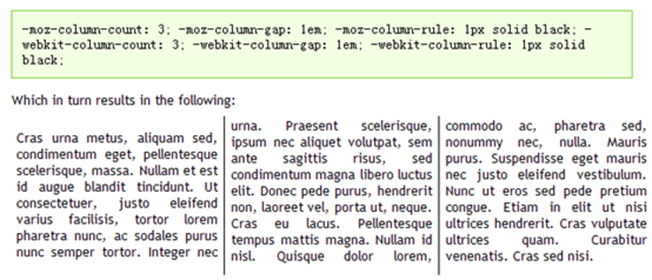 -moz-column-count: 3; -moz-column-gap: 1em; -moz-column-rule: 1px solid black; -
webkit-column-count: 3; -webkit-column-gap: 1em; -webkit-column-rule: 1px solid
black;
Which in turn results in the following:
Cras urna metus, aliquam sed,
condimentum eget, pellentesque
scelerisque, massa. Nullam et est
id augue blandit tincidunt. Ut
consectetuer, justo eleifend
varius facilisis, tortor lorem
pharetra nunc, ac sodales purus
nunc semper tortor. Integer nec
urna. Praesent scelerisque,
ipsum nec aliquet volutpat, sem
ante sagittis risus, sed
condimentum magna libero luctus
elit. Donec pede purus, hendrerit
non, laoreet vel, porta ut, neque.
Cras eu lacus. Pellentesque
tempus mattis magna. Nullam id
nisl. Quisque dolor lorem,
commodo ac, pharetra sed,
nonummy nec, nulla. Mauris
purus. Suspendisse eget mauris
nec justo eleifend vestibulum.
Nunc ut eros sed pede pretium
congue. Etiam in elit ut nisi
ultrices hendrerit. Cras vulputate
ultrices quam. Curabitur
venenatis. Cras sed nisi.